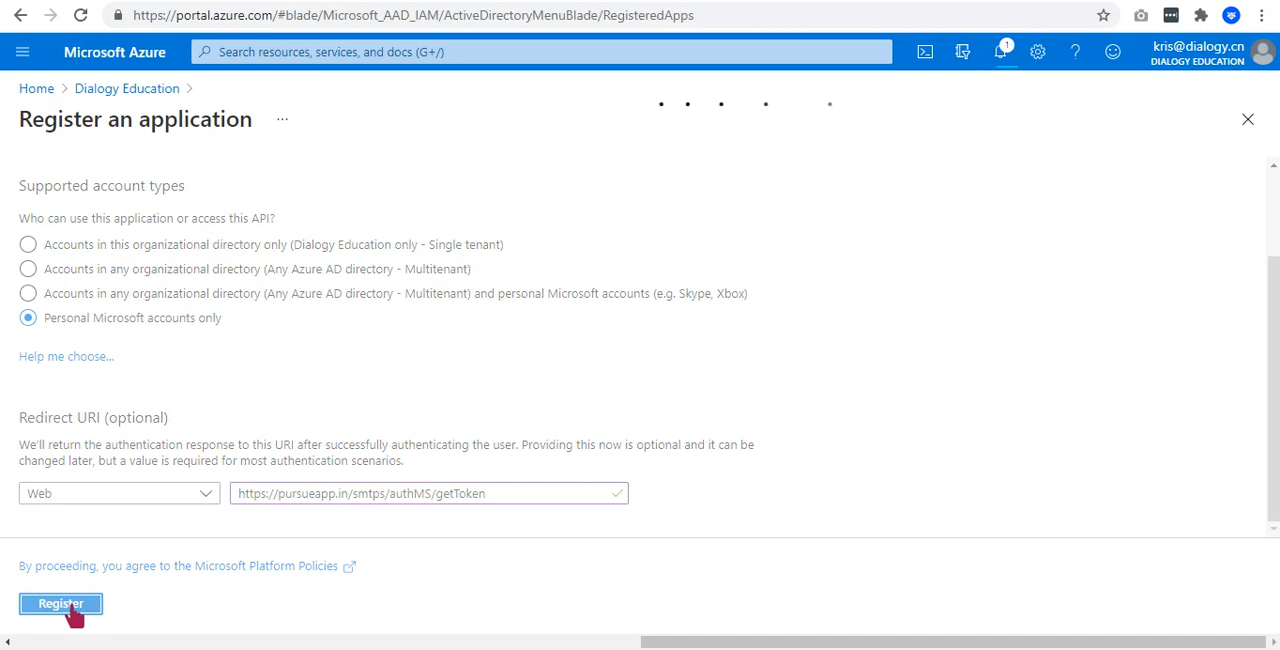 https://portal.azure.com/#blade/Microsoft_AAD_IAM/ActiveDirectoryMenuBlade/RegisteredApps
Microsoft Azure
Search resources, services, and docs (G+/)
1
kris@dialogy.cn
DIALOGY EDUCATION
Home > Dialogy Education >
Register an application ...
Supported account types
Who can use this application or access this API?
Accounts in this organizational directory only (Dialogy Education only - Single tenant)
Accounts in any organizational directory (Any Azure AD directory - Multitenant)
Accounts in any organizational directory (Any Azure AD directory - Multitenant) and personal Microsoft accounts (e.g. Skype, Xbox)
Personal Microsoft accounts only
Help me choose...
Redirect URI (optional)
We'll return the authentication response to this URI after successfully authenticating the user. Providing this now is optional and it can be
changed later, but a value is required for most authentication scenarios.
Web
https://pursueapp.in/smtps/authMS/getToken
By proceeding, you agree to the Microsoft Platform Policies
Register